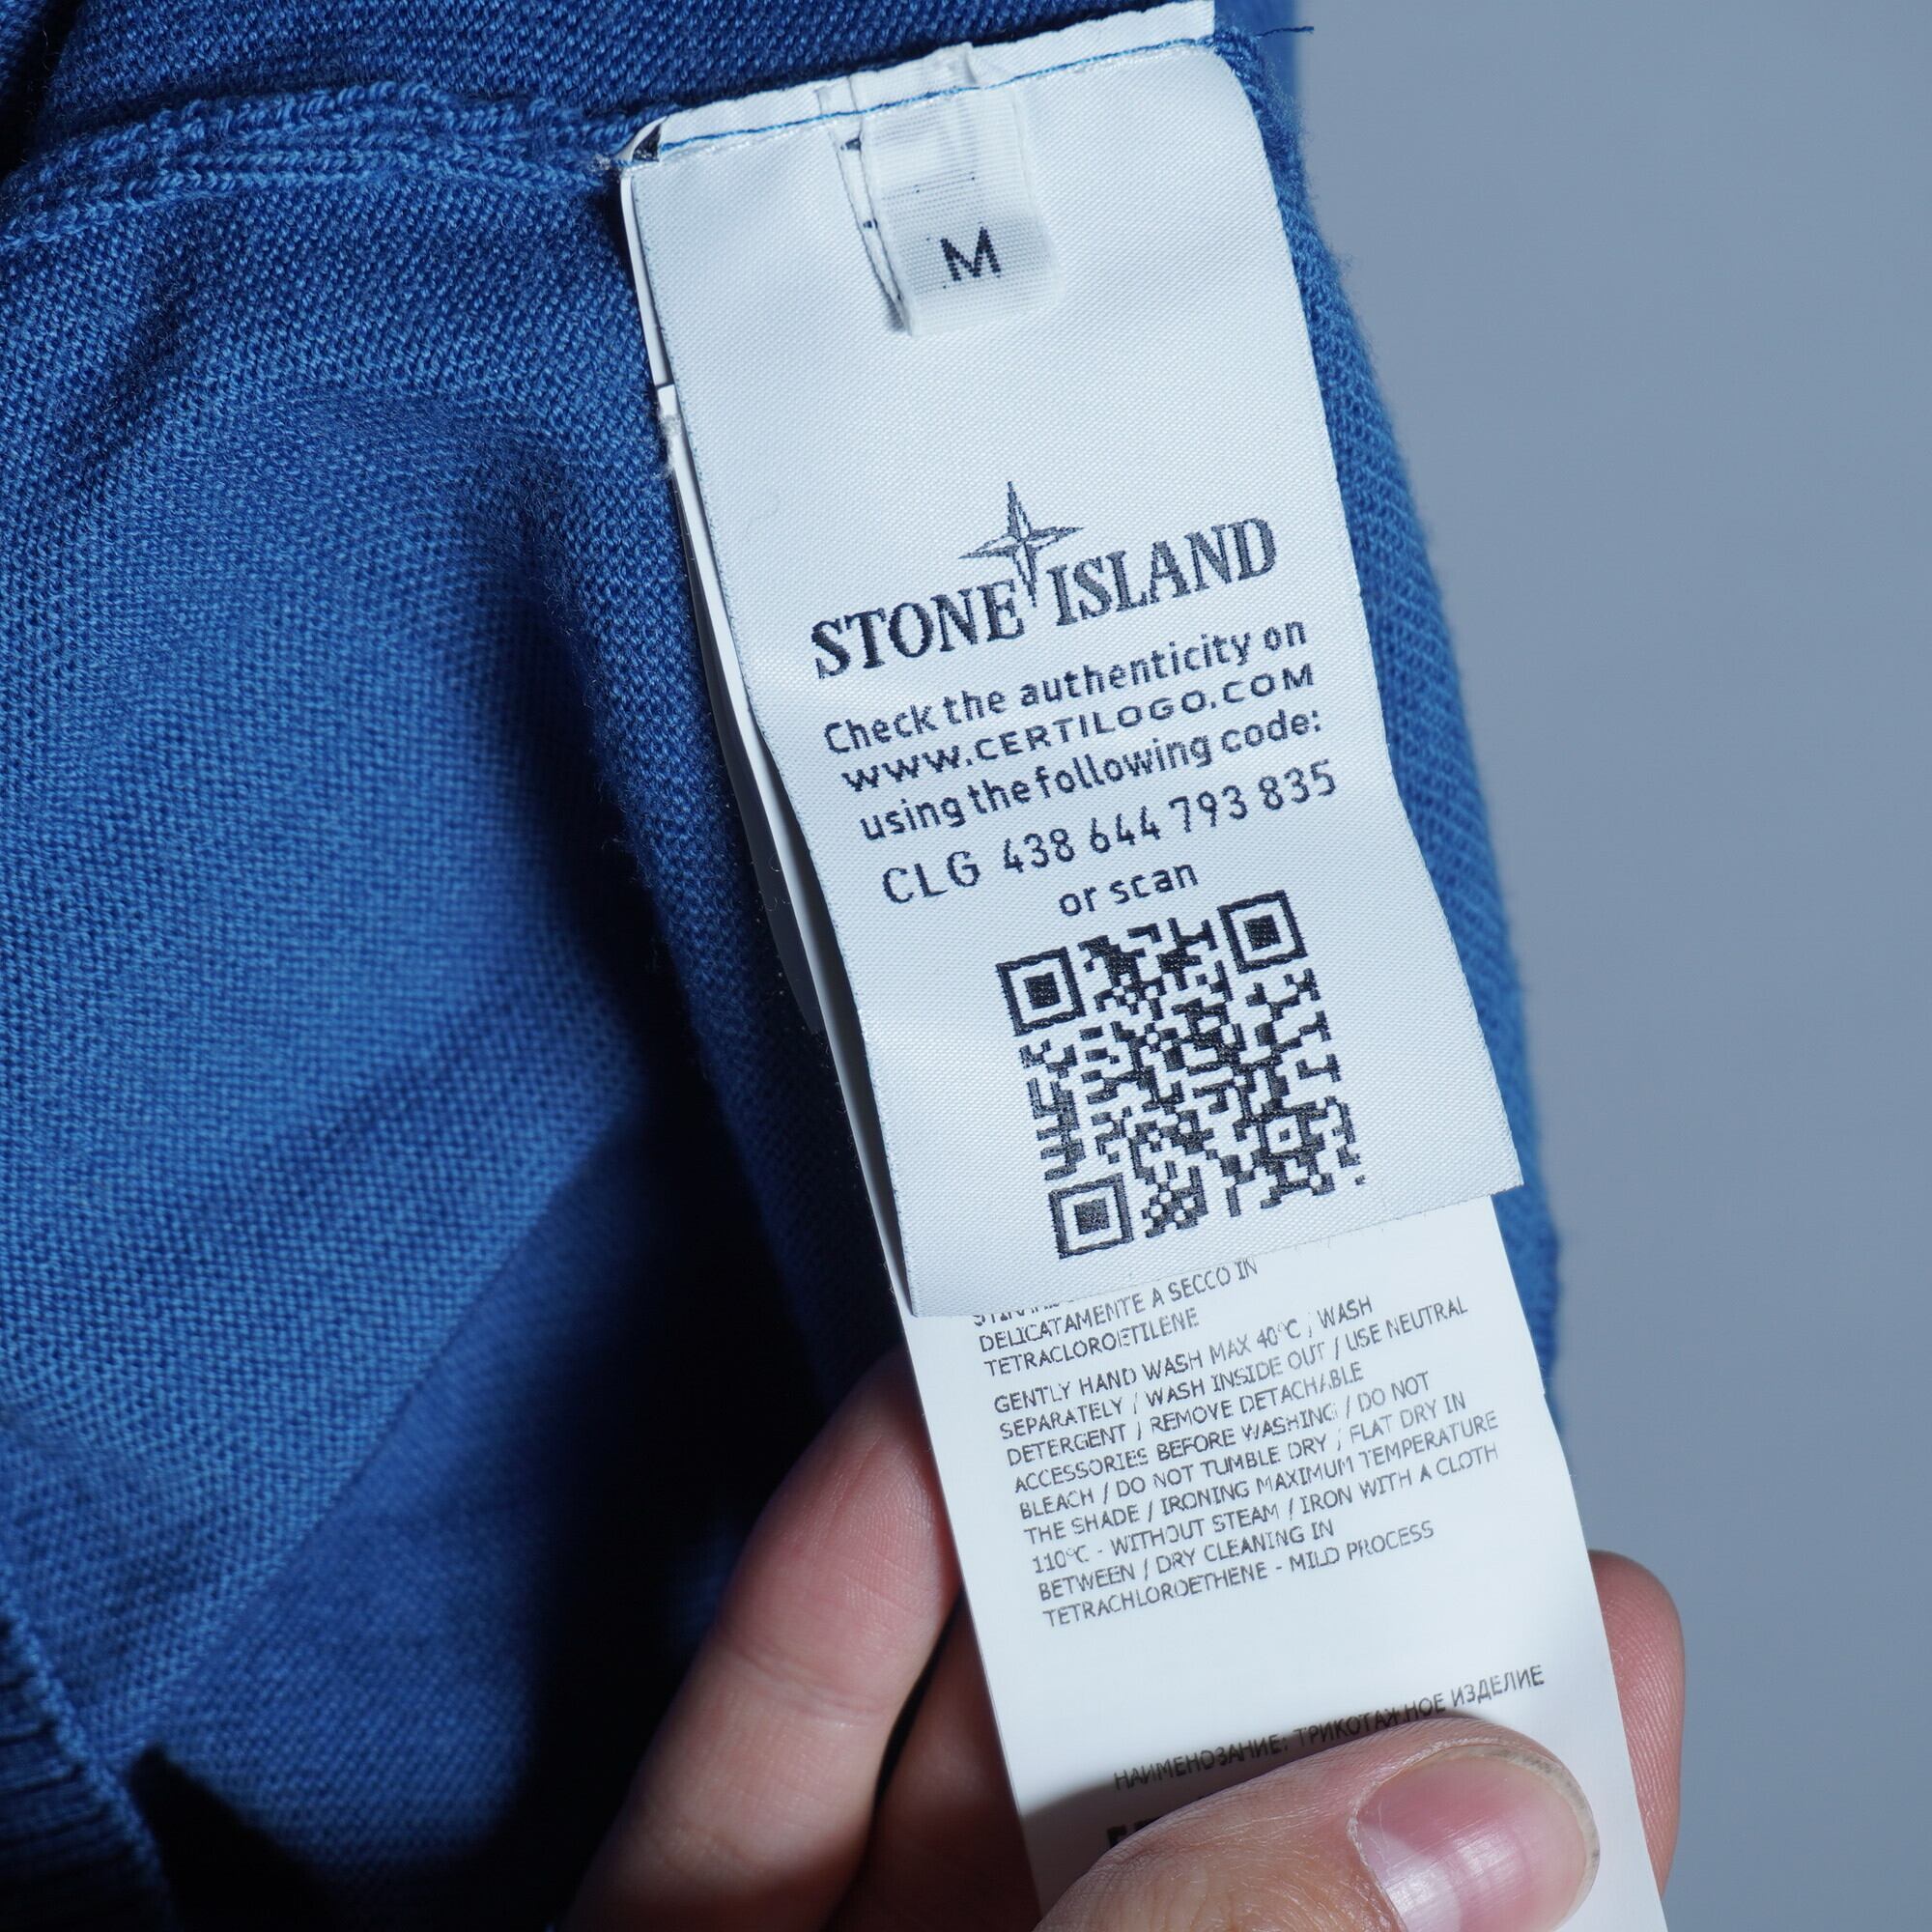 M
STONE ISLAND
Check the authenticity on
WWW.CERTILOGO.COM
using the following code:
CLG 438 644 793 835
or scan
DELICATAMENTE A SECCO IN
TETRACLOROETILENE
GENTLY HAND WASH MAX 40°C / WASH
SEPARATELY / WASH INSIDE OUT / USE NEUTRAL
DETERGENT / REMOVE DETACHABLE
ACCESSORIES BEFORE WASHING / DO NOT
BLEACH / DO NOT TUMBLE DRY / FLAT DRY IN
THE SHADE / IRONING MAXIMUM TEMPERATURE
110°C - WITHOUT STEAM / IRON WITH A CLOTH
BETWEEN / DRY CLEANING IN
TETRACHLOROETHENE - MILD PROCESS
НАИМЕНОВАНИЕ: ТРИКОТАЖНОЕ ИЗДЕЛИЕ